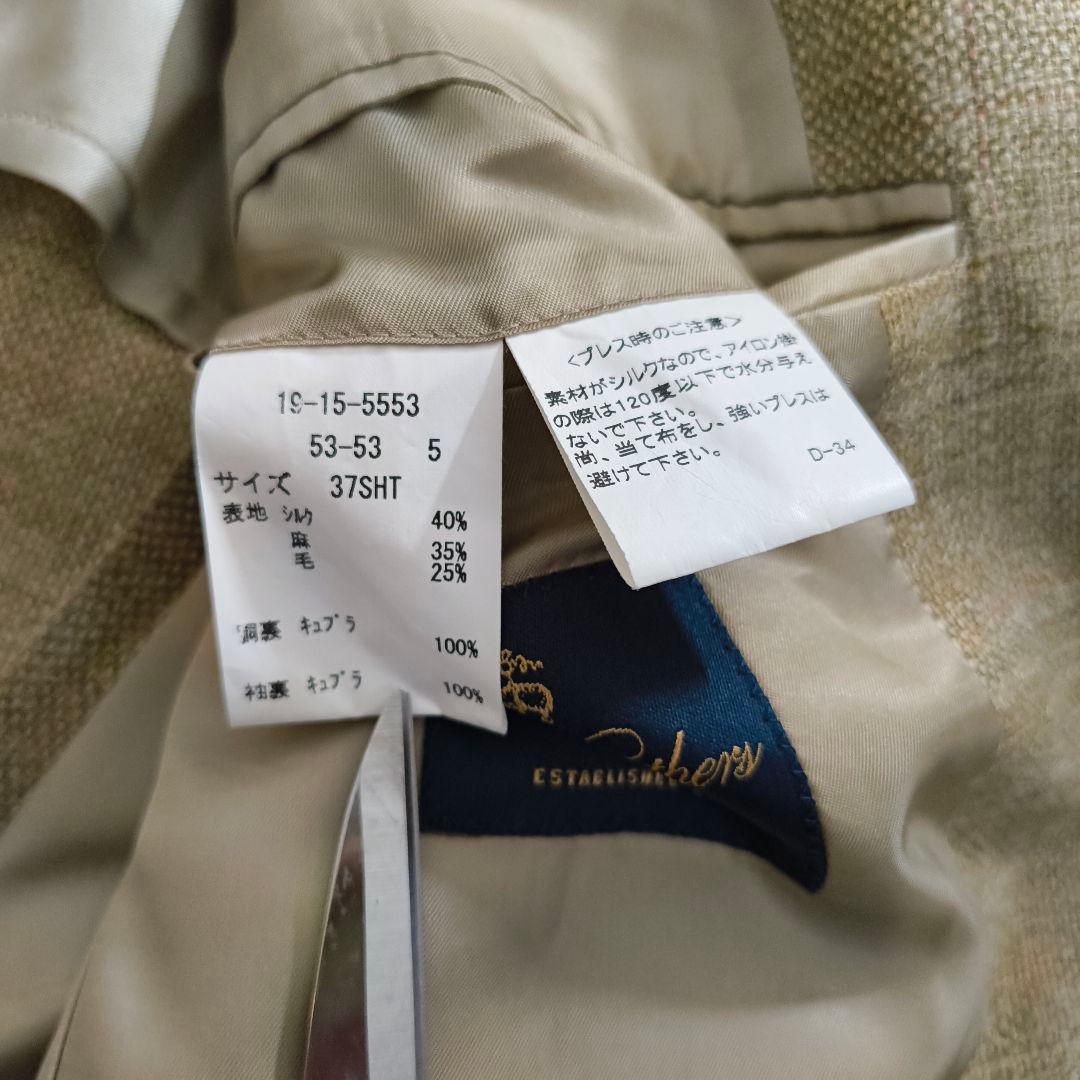 19-15-5553
53-53 5
サイズ 37SHT
表地 シルク 40%
麻 35%
毛 25%
胴裏 キュプラ 100%
袖裏 キュプラ 100%
<プレス時のご注意>
素材がシルクなので、アイロン掛
の際は120度以下で水分与え
ないで下さい。
尚、当て布をし、強いプレスは
避けて下さい。
D-34